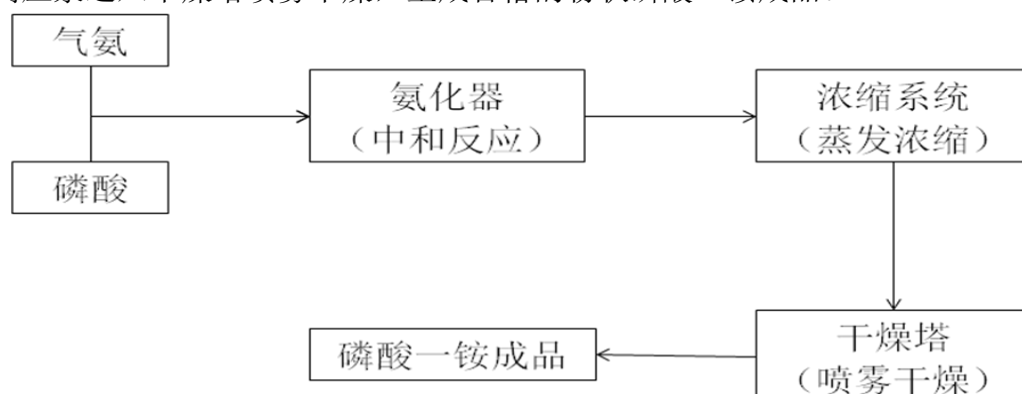 气氨
氨化器
（中和反应）
浓缩系统
（蒸发浓缩）
磷酸
干燥塔
（喷雾干燥）
磷酸一铵成品